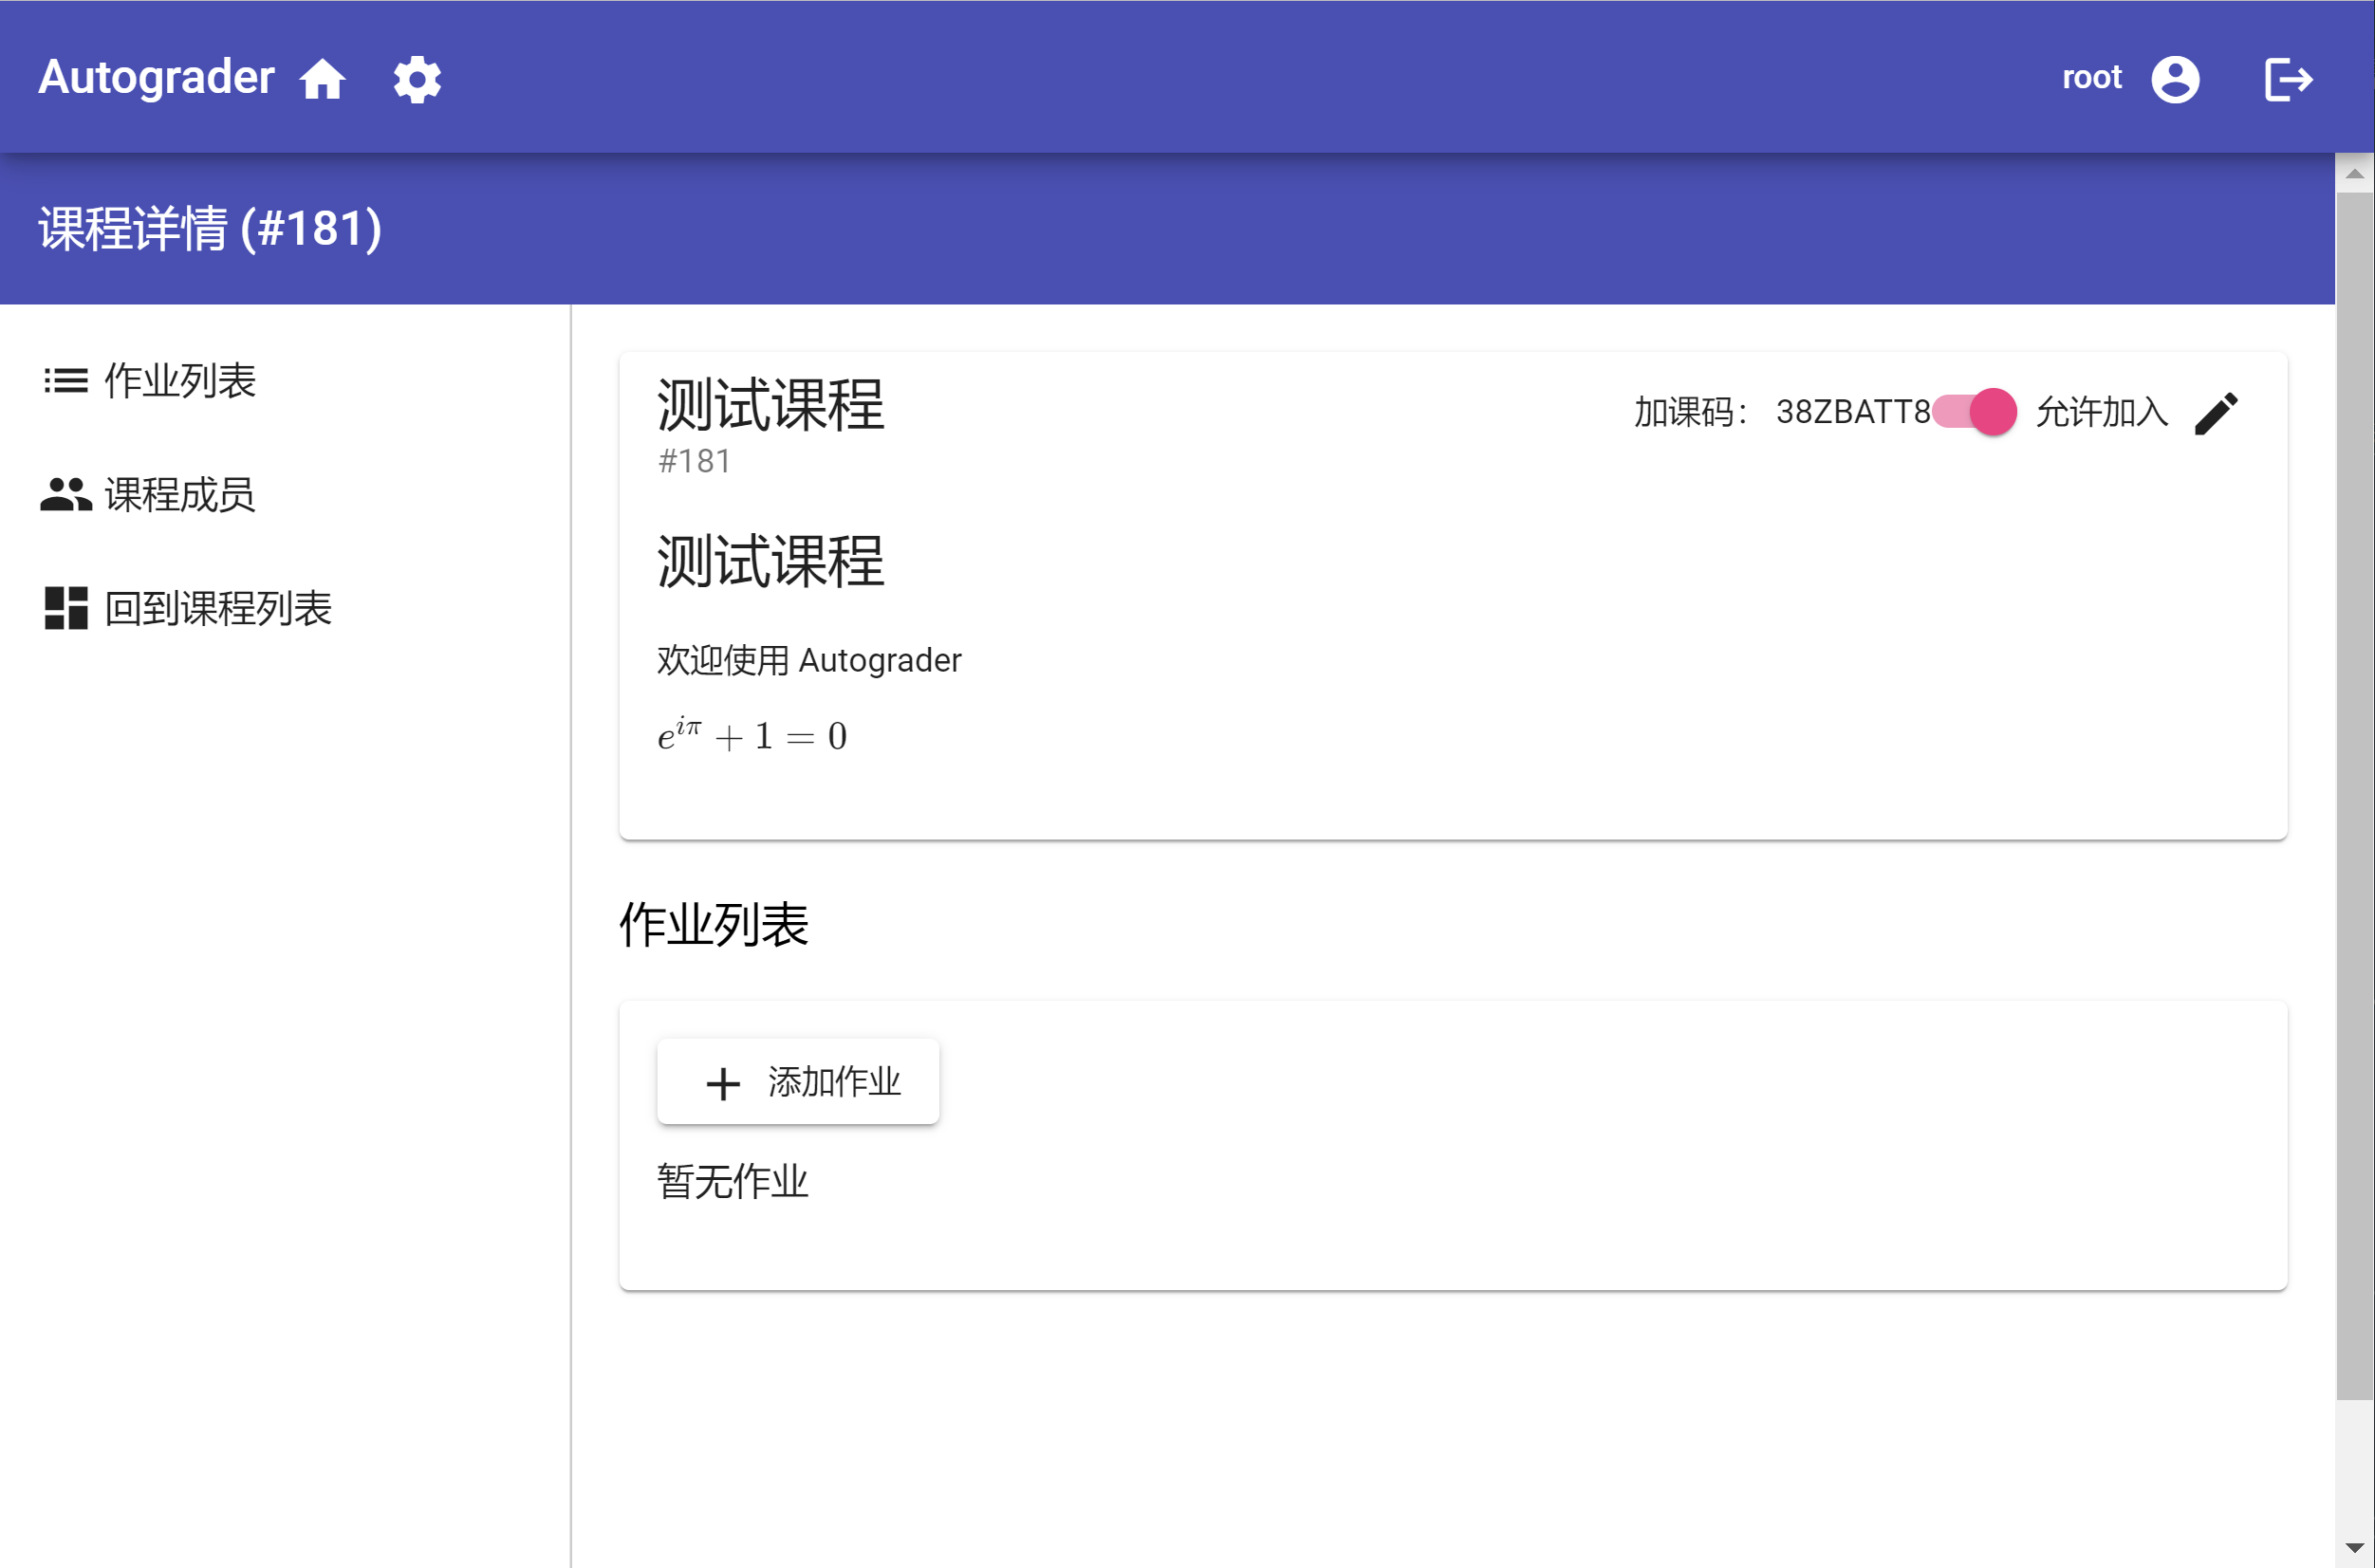 Autograder
root
课程详情 (#181)
作业列表
课程成员
回到课程列表
测试课程
#181
加课码： 38ZBATT8
允许加入
测试课程
欢迎使用 Autograder
e^{iπ} + 1 = 0
作业列表
添加作业
暂无作业